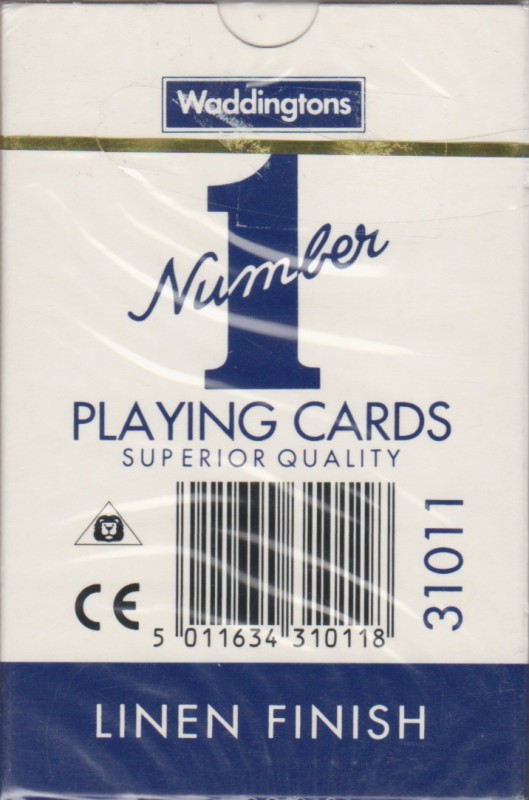 Waddingtons
1
Number
PLAYING CARDS
SUPERIOR QUALITY
31011
CE
5 011634 310118
LINEN FINISH